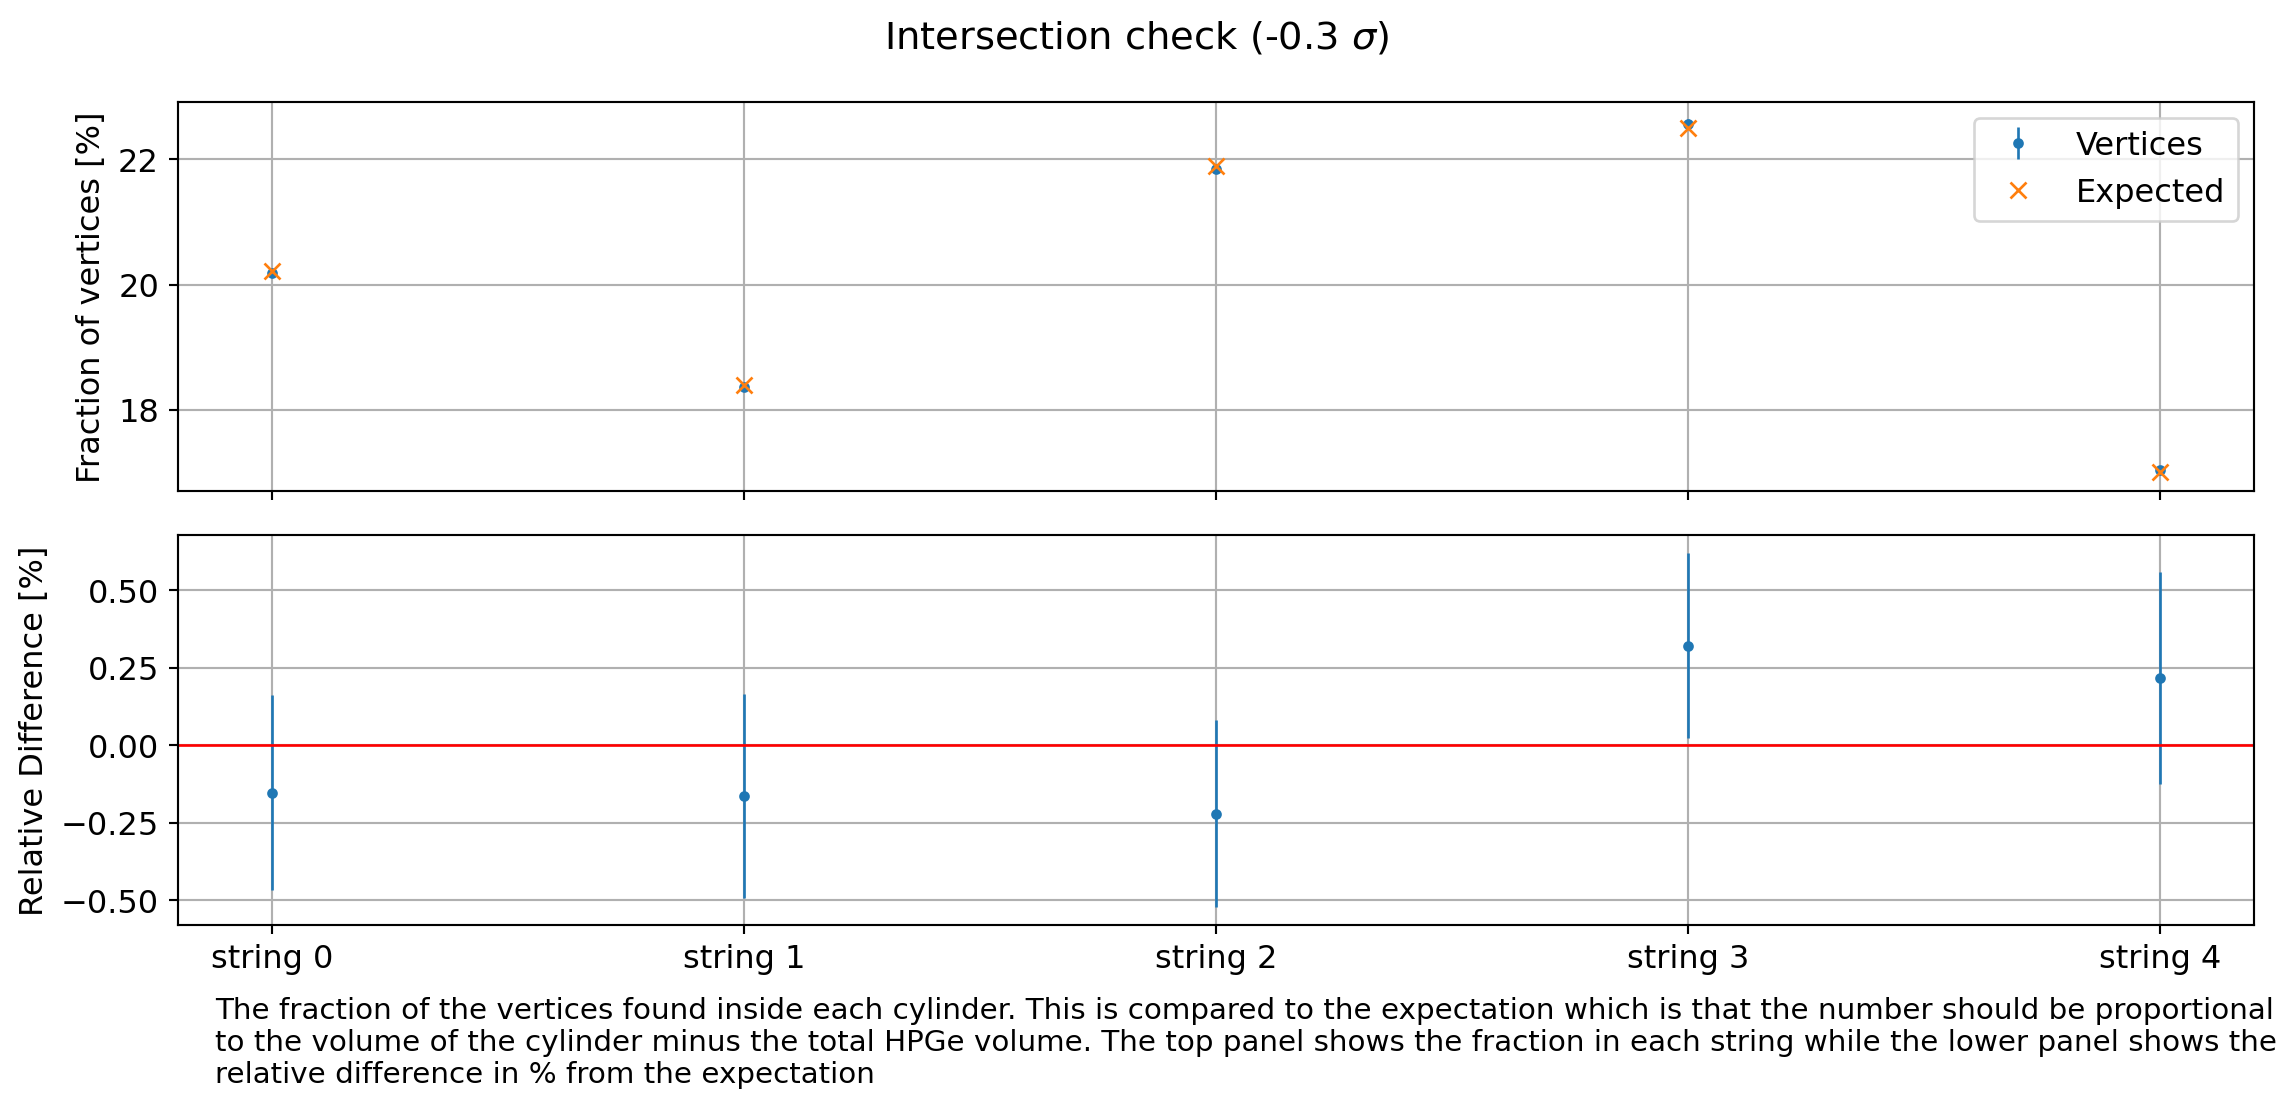 Intersection check (-0.3 σ)
Fraction of vertices [%]
22
20
18
Vertices
Expected
Relative Difference [%]
0.50
0.25
0.00
−0.25
−0.50
string 0
string 1
string 2
string 3
string 4
The fraction of the vertices found inside each cylinder. This is compared to the expectation which is that the number should be proportional
to the volume of the cylinder minus the total HPGe volume. The top panel shows the fraction in each string while the lower panel shows the
relative difference in % from the expectation